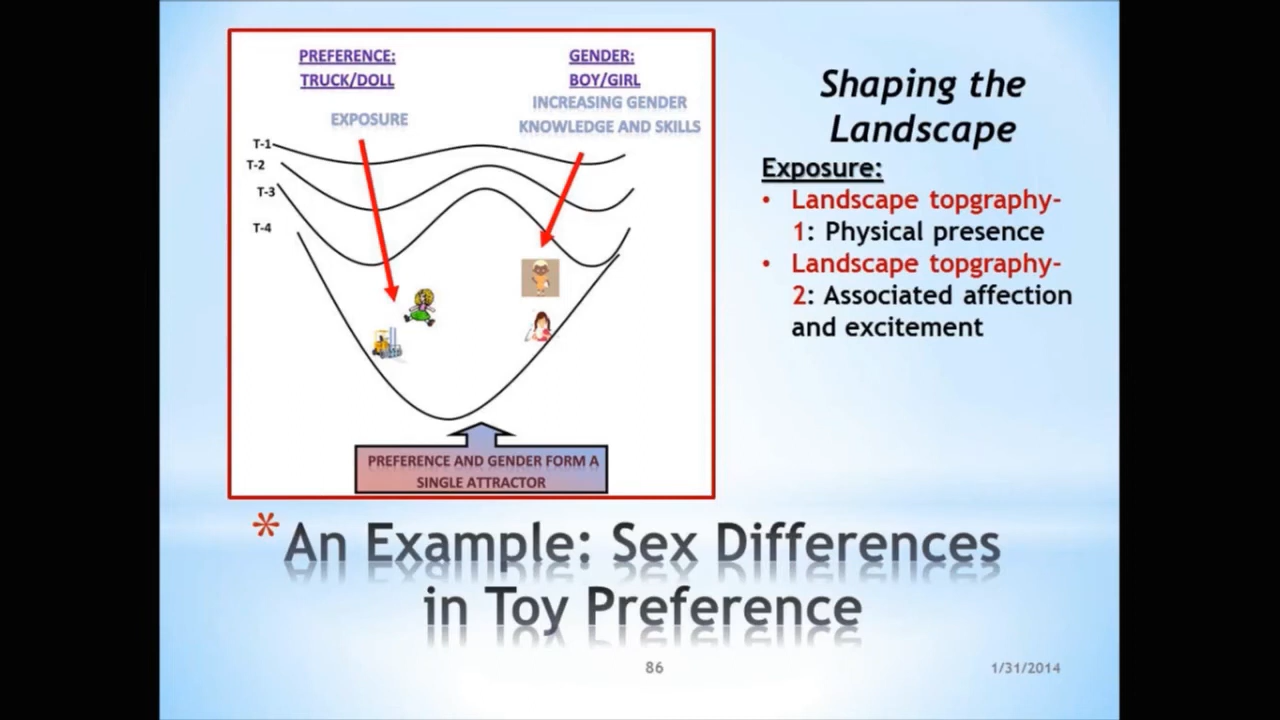 PREFERENCE:
TRUCK/DOLL
EXPOSURE
GENDER:
BOY/GIRL
INCREASING GENDER
KNOWLEDGE AND SKILLS
T-1
T-2
T-3
T-4
PREFERENCE AND GENDER FORM A
SINGLE ATTRACTOR
Shaping the
Landscape
Exposure:
• Landscape topgraphy-
1: Physical presence
• Landscape topgraphy-
2: Associated affection
and excitement
* An Example: Sex Differences
in Toy Preference
86
1/31/2014